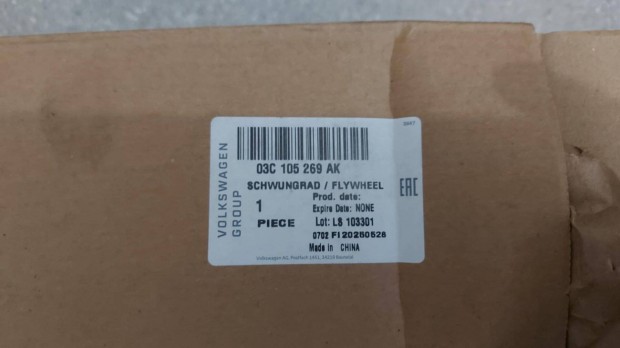 VOLKSWAGEN
GROUP
03C 105 269 AK
SCHWUNGRAD / FLYWHEEL
1
PIECE
Prod. date:
Expire Date: NONE
Lot: LS 103301
0702 FI 20250528
Made in CHINA
EAC